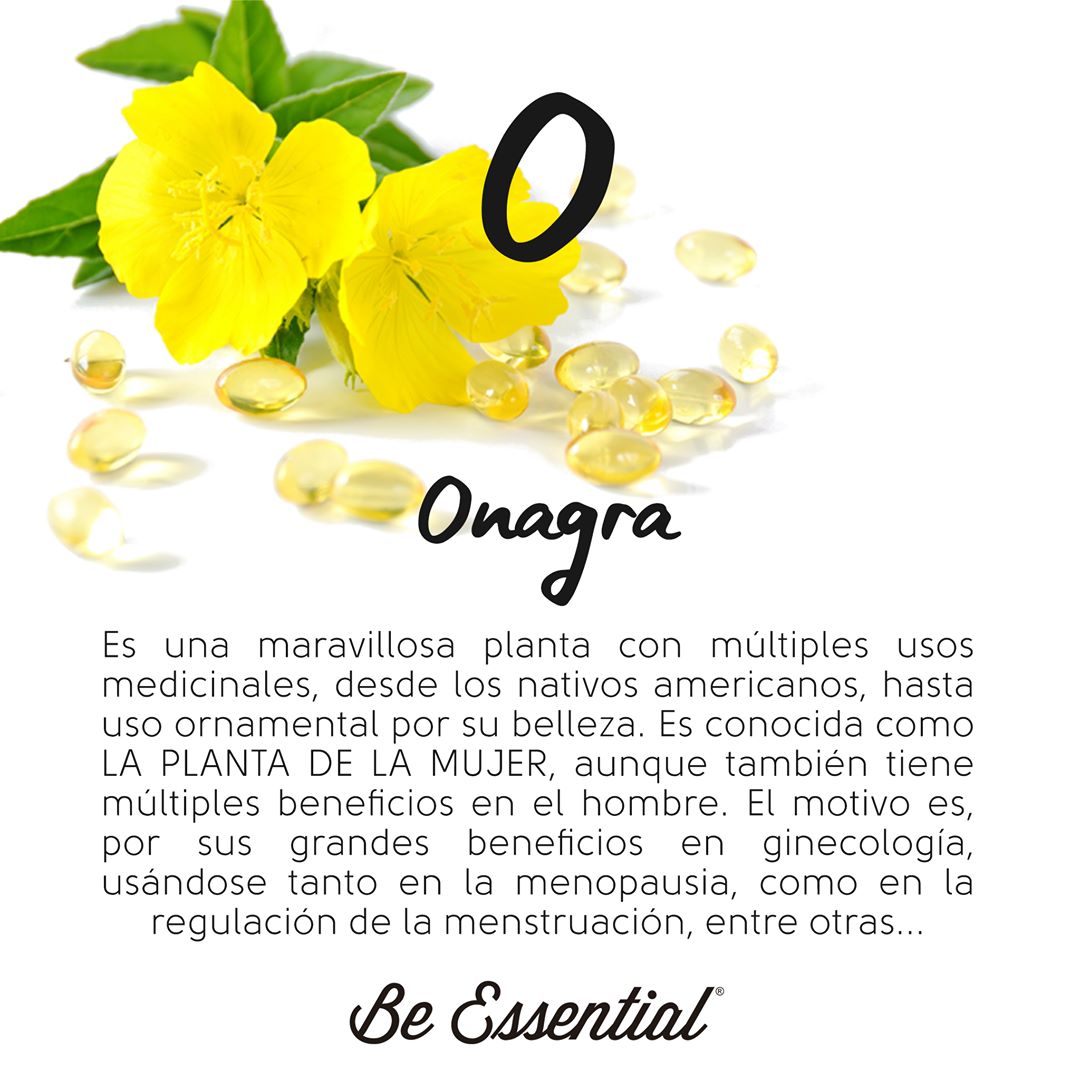 O
Onagra
Es una maravillosa planta con múltiples usos
medicinales, desde los nativos americanos, hasta
uso ornamental por su belleza. Es conocida como
LA PLANTA DE LA MUJER, aunque también tiene
múltiples beneficios en el hombre. El motivo es,
por sus grandes beneficios en ginecología,
usándose tanto en la menopausia, como en la
regulación de la menstruación, entre otras...
Be Essential®